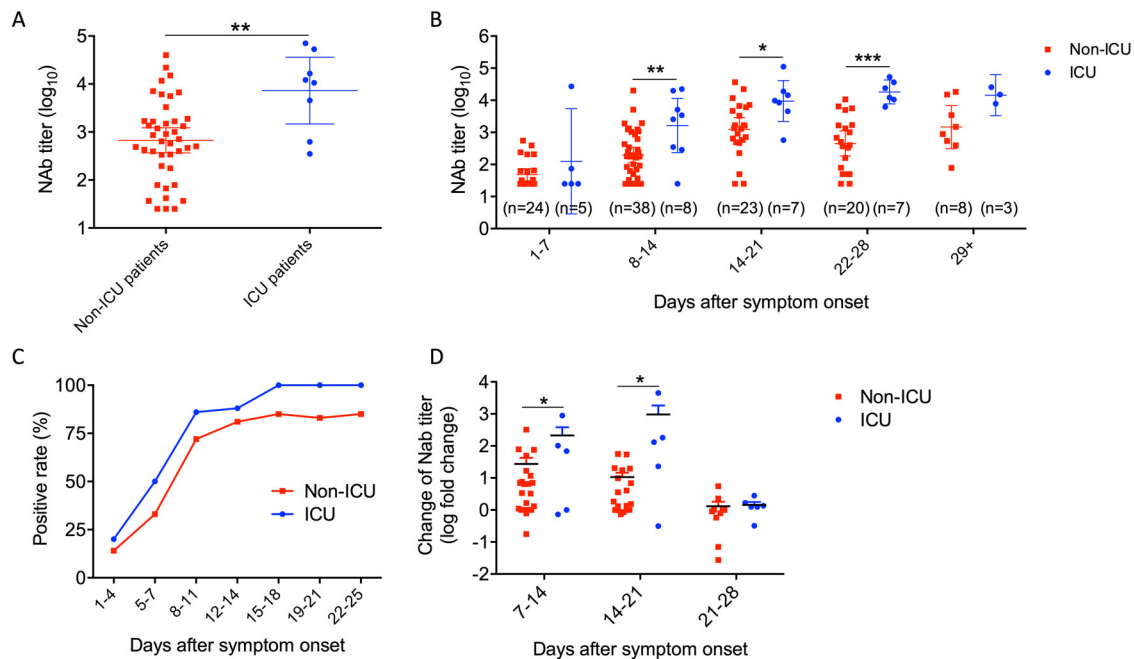 A
**
NAb titer (log10)
5
4
3
2
1
Non-ICU patients
ICU patients
B
** * ***
Non-ICU
ICU
NAb titer (log10)
6
5
4
3
2
1
0
(n=24) (n=5) (n=38) (n=8) (n=23) (n=7) (n=20) (n=7) (n=8) (n=3)
1-7 8-14 14-21 22-28 29+
Days after symptom onset
C
Positive rate (%)
100
75
50
25
0
Non-ICU
ICU
1-4 5-7 8-11 12-14 15-18 19-21 22-25
Days after symptom onset
D
* *
Non-ICU
ICU
Change of Nab titer
(log fold change)
4
3
2
1
0
-1
-2
7-14 14-21 21-28
Days after symptom onset